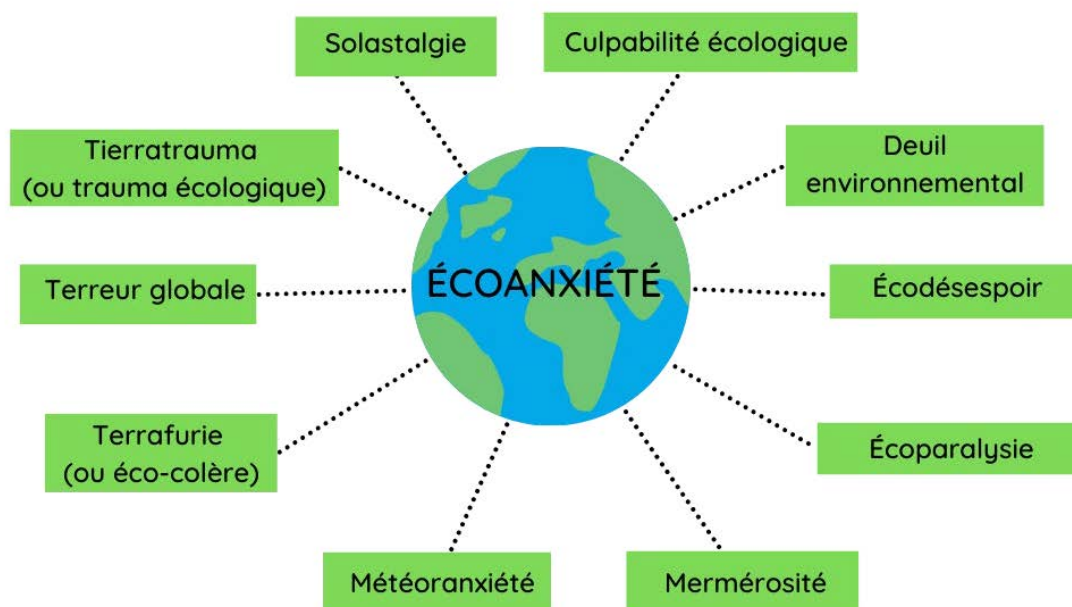 Solastalgie
Culpabilité écologique
Tierratrauma
(ou trauma écologique)
Deuil
environnemental
Terreur globale
ÉCOANXIÉTÉ
Écodésespoir
Terrafurie
(ou éco-colère)
Écoparalysie
Météoranxiété
Mermérosité